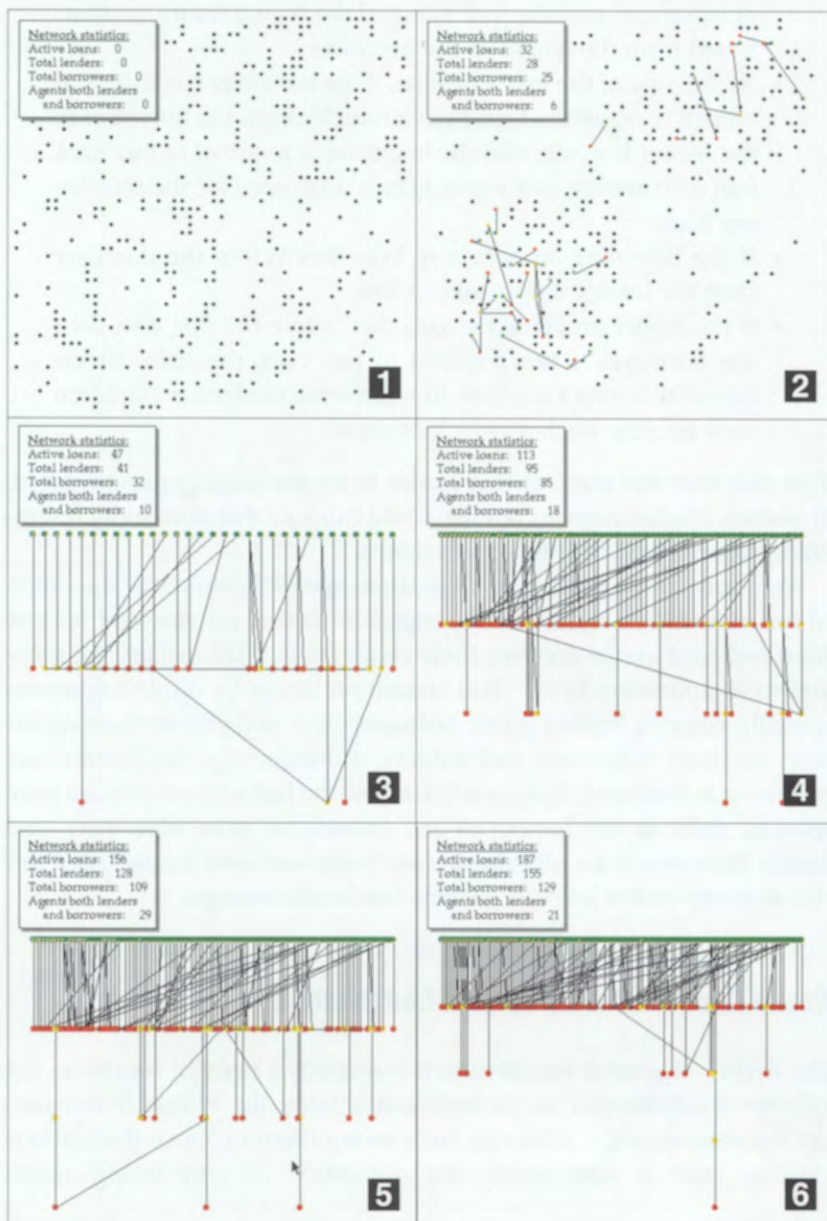 Network statistics:
Active loans: 0
Total lenders: 0
Total borrowers: 0
Agents both lenders
and borrowers: 0
1
Network statistics:
Active loans: 32
Total lenders: 28
Total borrowers: 25
Agents both lenders
and borrowers: 6
2
Network statistics:
Active loans: 47
Total lenders: 41
Total borrowers: 32
Agents both lenders
and borrowers: 10
3
Network statistics:
Active loans: 113
Total lenders: 95
Total borrowers: 85
Agents both lenders
and borrowers: 18
4
Network statistics:
Active loans: 156
Total lenders: 128
Total borrowers: 109
Agents both lenders
and borrowers: 29
5
Network statistics:
Active loans: 187
Total lenders: 155
Total borrowers: 129
Agents both lenders
and borrowers: 21
6